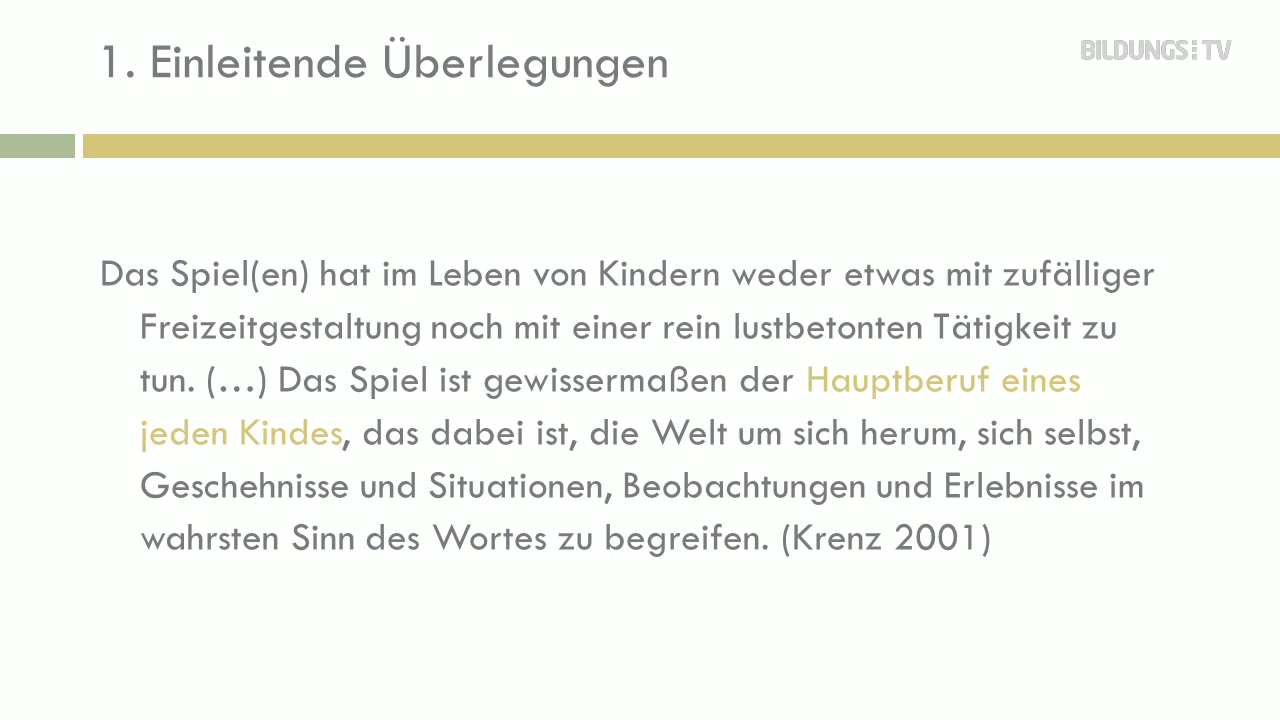 1. Einleitende Überlegungen
BILDUNGS:TV
Das Spiel(en) hat im Leben von Kindern weder etwas mit zufälliger
Freizeitgestaltung noch mit einer rein lustbetonten Tätigkeit zu
tun. (…) Das Spiel ist gewissermaßen der Hauptberuf eines
jeden Kindes, das dabei ist, die Welt um sich herum, sich selbst,
Geschehnisse und Situationen, Beobachtungen und Erlebnisse im
wahrsten Sinn des Wortes zu begreifen. (Krenz 2001)